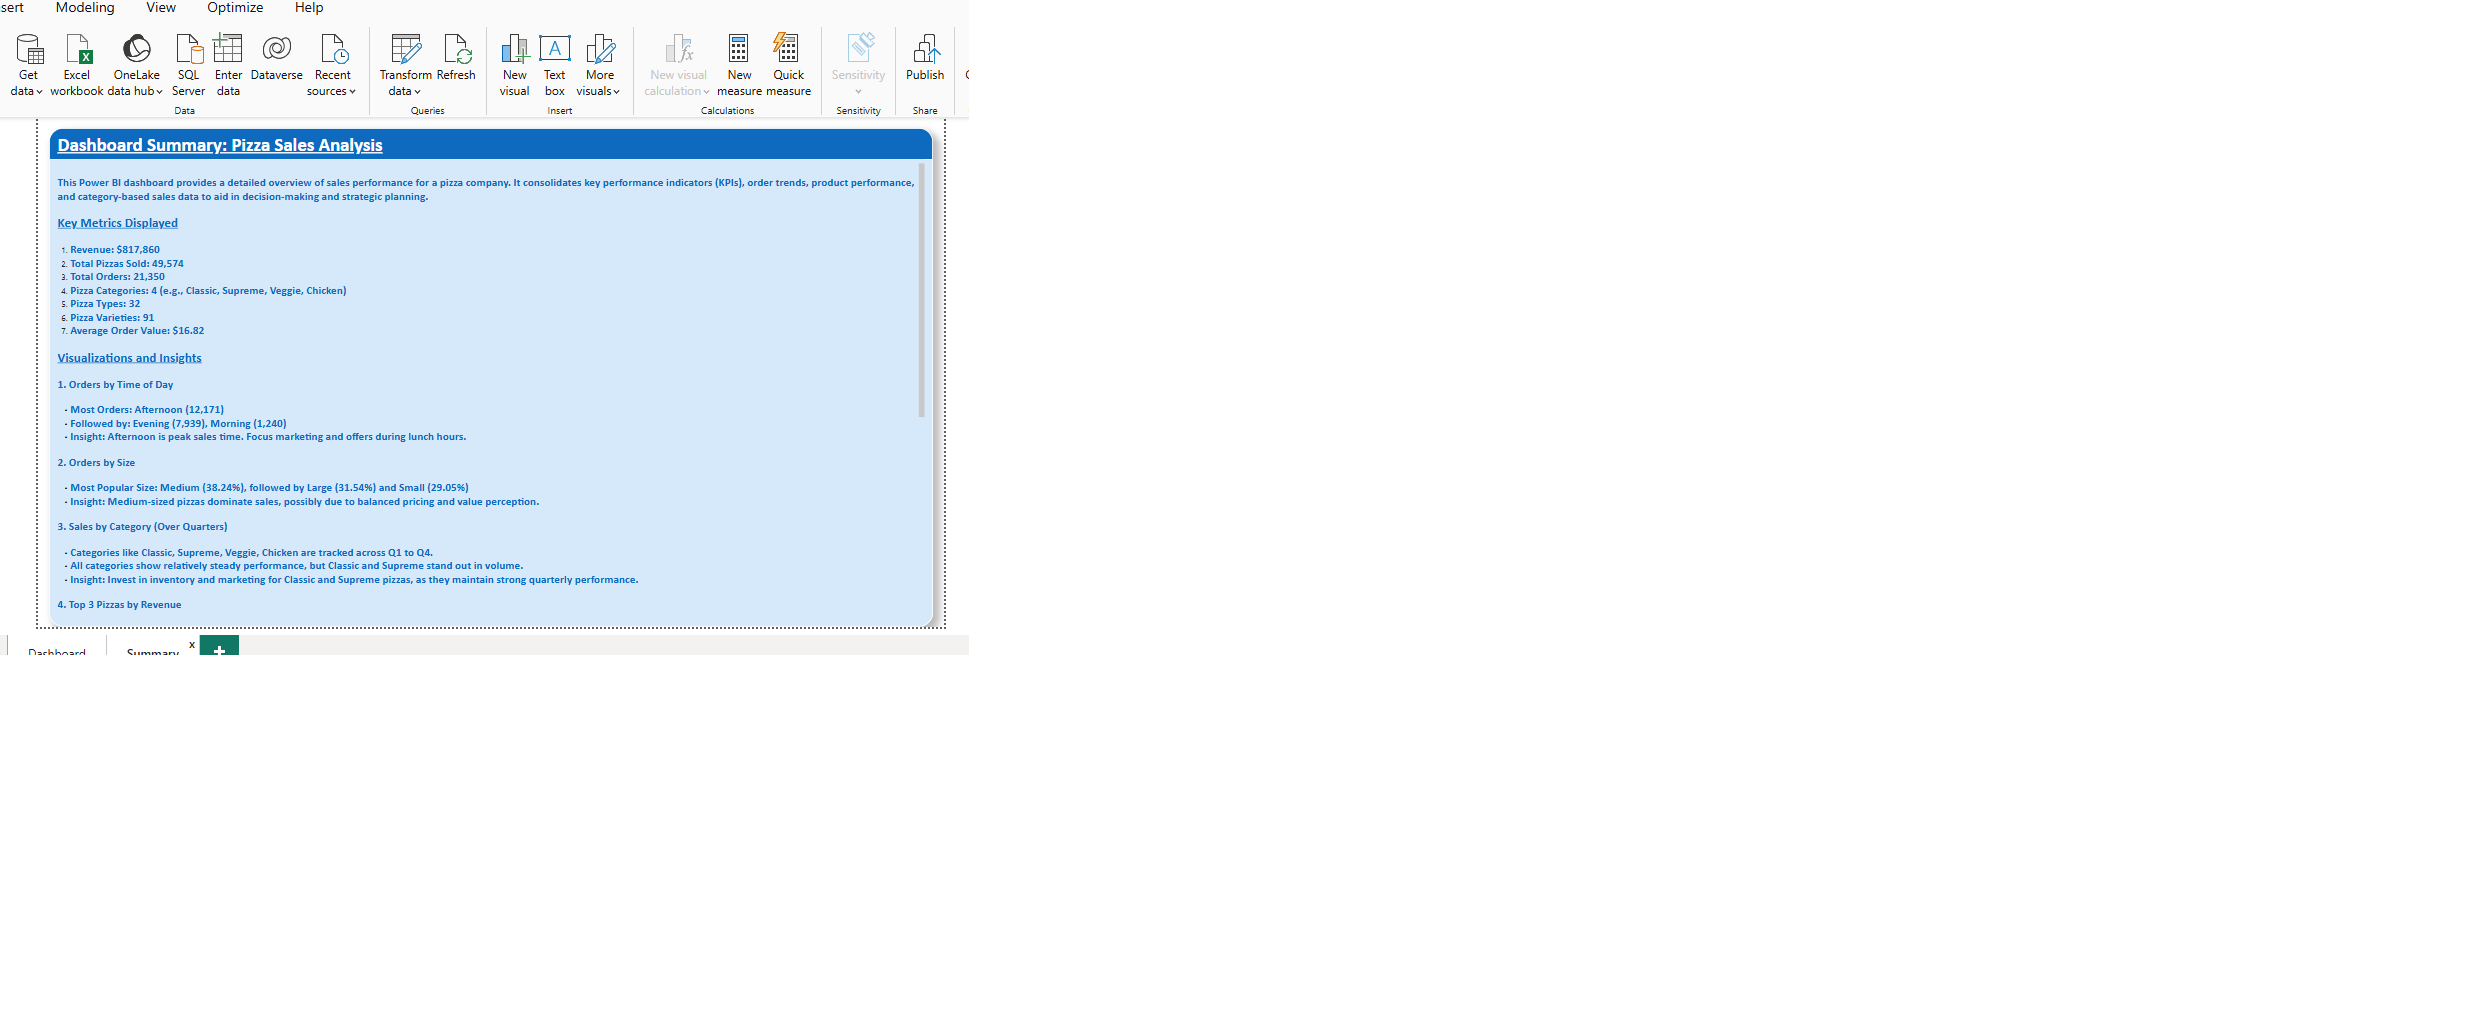 sert Modeling View Optimize Help
Get data Excel workbook OneLake data hub SQL Server Enter data Dataverse Recent sources Transform data Refresh New visual Text box More visuals New visual calculation New measure Quick measure Sensitivity Publish
Data Queries Insert Calculations Sensitivity Share
Dashboard Summary: Pizza Sales Analysis
This Power BI dashboard provides a detailed overview of sales performance for a pizza company. It consolidates key performance indicators (KPIs), order trends, product performance,
and category-based sales data to aid in decision-making and strategic planning.
Key Metrics Displayed
1. Revenue: $817,860
2. Total Pizzas Sold: 49,574
3. Total Orders: 21,350
4. Pizza Categories: 4 (e.g., Classic, Supreme, Veggie, Chicken)
5. Pizza Types: 32
6. Pizza Varieties: 91
7. Average Order Value: $16.82
Visualizations and Insights
1. Orders by Time of Day
- Most Orders: Afternoon (12,171)
- Followed by: Evening (7,939), Morning (1,240)
- Insight: Afternoon is peak sales time. Focus marketing and offers during lunch hours.
2. Orders by Size
- Most Popular Size: Medium (38.24%), followed by Large (31.54%) and Small (29.05%)
- Insight: Medium-sized pizzas dominate sales, possibly due to balanced pricing and value perception.
3. Sales by Category (Over Quarters)
- Categories like Classic, Supreme, Veggie, Chicken are tracked across Q1 to Q4.
- All categories show relatively steady performance, but Classic and Supreme stand out in volume.
- Insight: Invest in inventory and marketing for Classic and Supreme pizzas, as they maintain strong quarterly performance.
4. Top 3 Pizzas by Revenue
Dashboard Summary x +